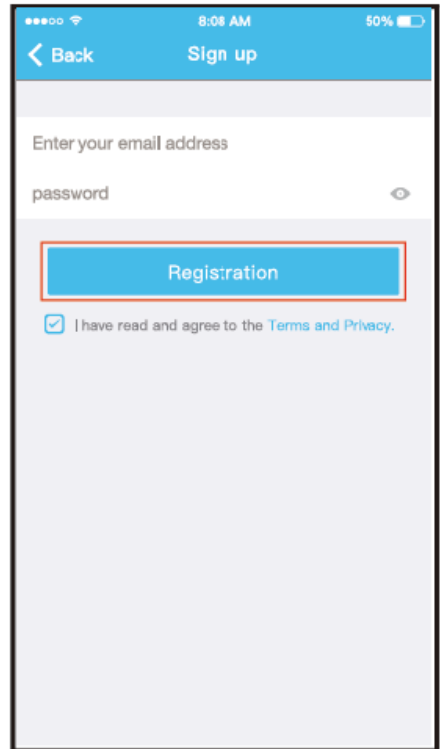 8:08 AM
50%
Back
Sign up
Enter your email address
password
Registration
I have read and agree to the Terms and Privacy.